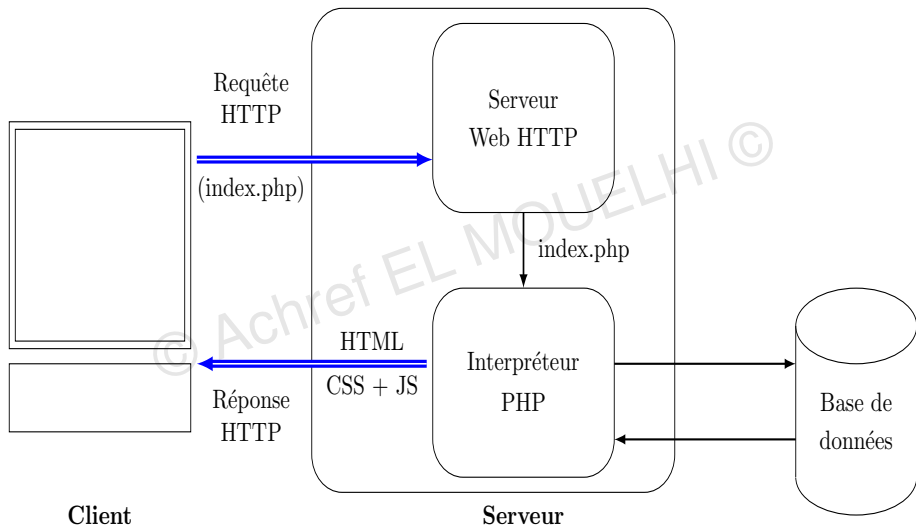 Requête
HTTP
(index.php)
Serveur
Web HTTP
index.php
HTML
CSS + JS
Réponse
HTTP
Interpréteur
PHP
Base de
données
Client
Serveur
© Achref EL MOUELHI ©